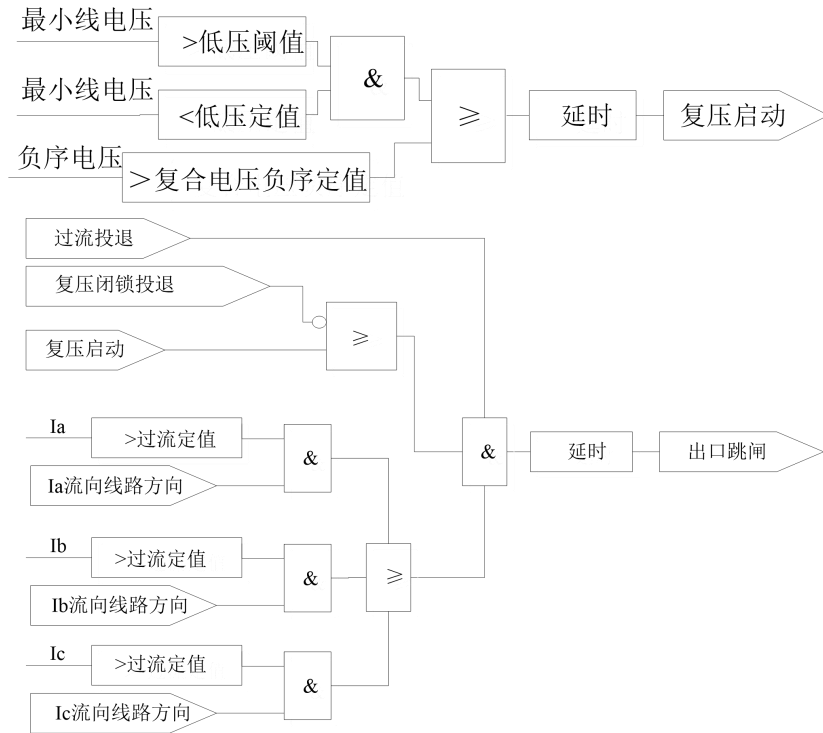 最小线电压
>低压阈值
&
最小线电压
<低压定值
≥
延时
复压启动
负序电压
>复合电压负序定值
过流投退
复压闭锁投退
≥
复压启动
Ia
>过流定值
&
Ia流向线路方向
&
延时
出口跳闸
Ib
>过流定值
&
≥
Ib流向线路方向
Ic
>过流定值
&
Ic流向线路方向